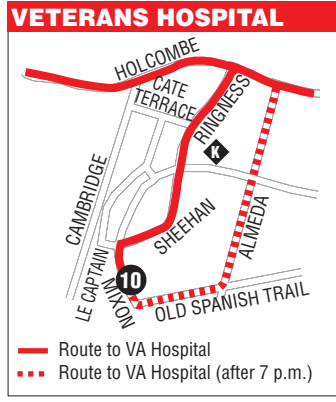 VETERANS HOSPITAL
HOLCOMBE
CATE
TERRACE
RINGNESS
K
CAMBRIDGE
SHEEHAN
ALMEDA
LE CAPTAIN
10
MIXON
OLD SPANISH TRAIL
Route to VA Hospital
Route to VA Hospital (after 7 p.m.)